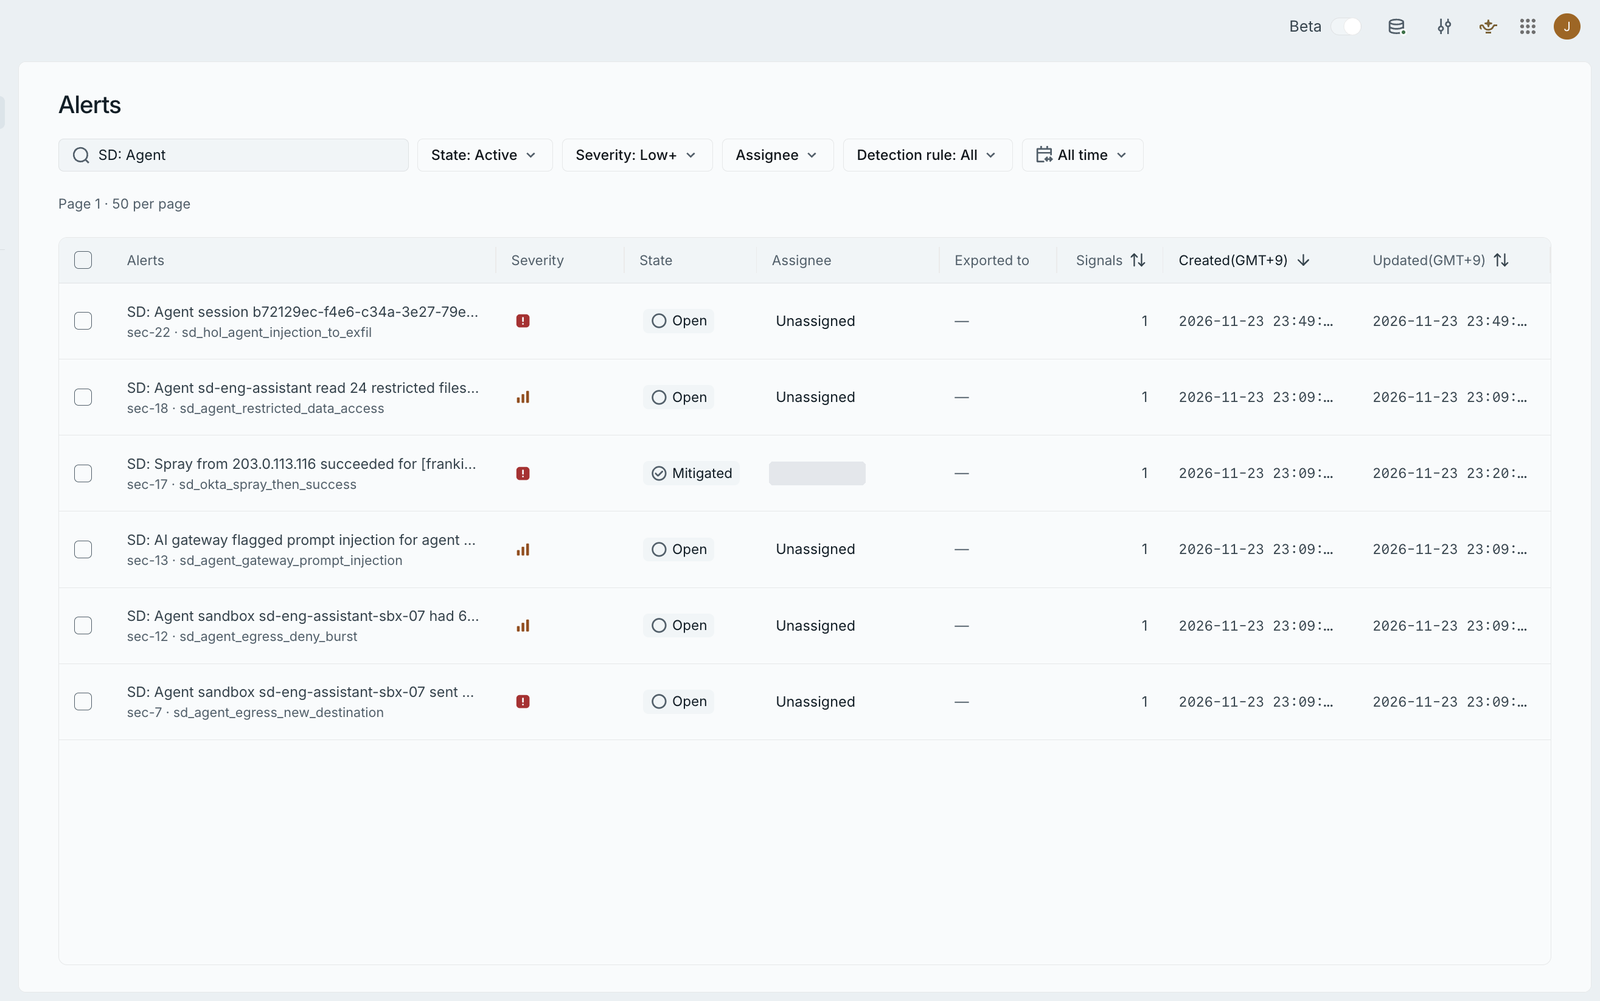 Beta
J
Alerts
SD: Agent
State: Active
Severity: Low+
Assignee
Detection rule: All
All time
Page 1 · 50 per page
Alerts
Severity
State
Assignee
Exported to
Signals
Created(GMT+9)
Updated(GMT+9)
SD: Agent session b72129ec-f4e6-c34a-3e27-79e...
sec-22 · sd_hol_agent_injection_to_exfil
Open
Unassigned
—
1
2026-11-23 23:49:...
2026-11-23 23:49:...
SD: Agent sd-eng-assistant read 24 restricted files...
sec-18 · sd_agent_restricted_data_access
Open
Unassigned
—
1
2026-11-23 23:09:...
2026-11-23 23:09:...
SD: Spray from 203.0.113.116 succeeded for [franki...
sec-17 · sd_okta_spray_then_success
Mitigated
—
1
2026-11-23 23:09:...
2026-11-23 23:20:...
SD: AI gateway flagged prompt injection for agent ...
sec-13 · sd_agent_gateway_prompt_injection
Open
Unassigned
—
1
2026-11-23 23:09:...
2026-11-23 23:09:...
SD: Agent sandbox sd-eng-assistant-sbx-07 had 6...
sec-12 · sd_agent_egress_deny_burst
Open
Unassigned
—
1
2026-11-23 23:09:...
2026-11-23 23:09:...
SD: Agent sandbox sd-eng-assistant-sbx-07 sent ...
sec-7 · sd_agent_egress_new_destination
Open
Unassigned
—
1
2026-11-23 23:09:...
2026-11-23 23:09:...